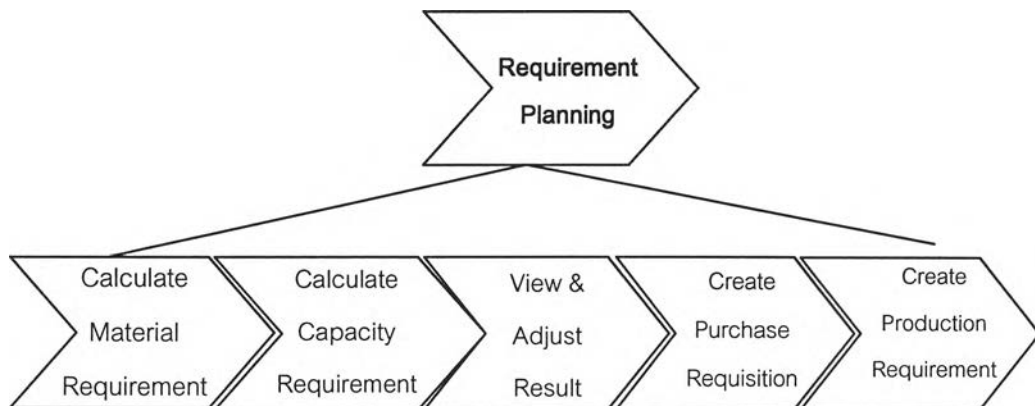 Requirement
Planning
Calculate
Material
Requirement
Calculate
Capacity
Requirement
View &
Adjust
Result
Create
Purchase
Requisition
Create
Production
Requirement